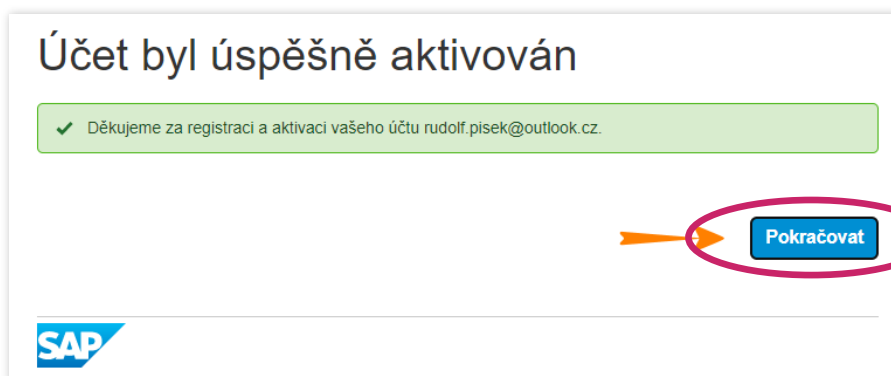 Účet byl úspěšně aktivován
Děkujeme za registraci a aktivaci vašeho účtu rudolf.pisek@outlook.cz.
Pokračovat
SAP